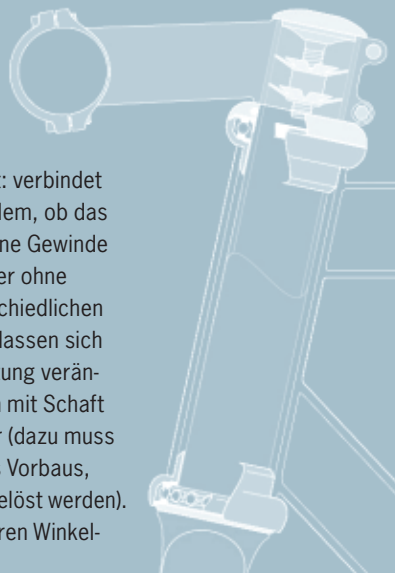 : verbindet
dem, ob das
ne Gewinde
er ohne
schiedlichen
lassen sich
ung verän-
mit Schaft
(dazu muss
Vorbaus,
elöst werden).
ren Winkel-